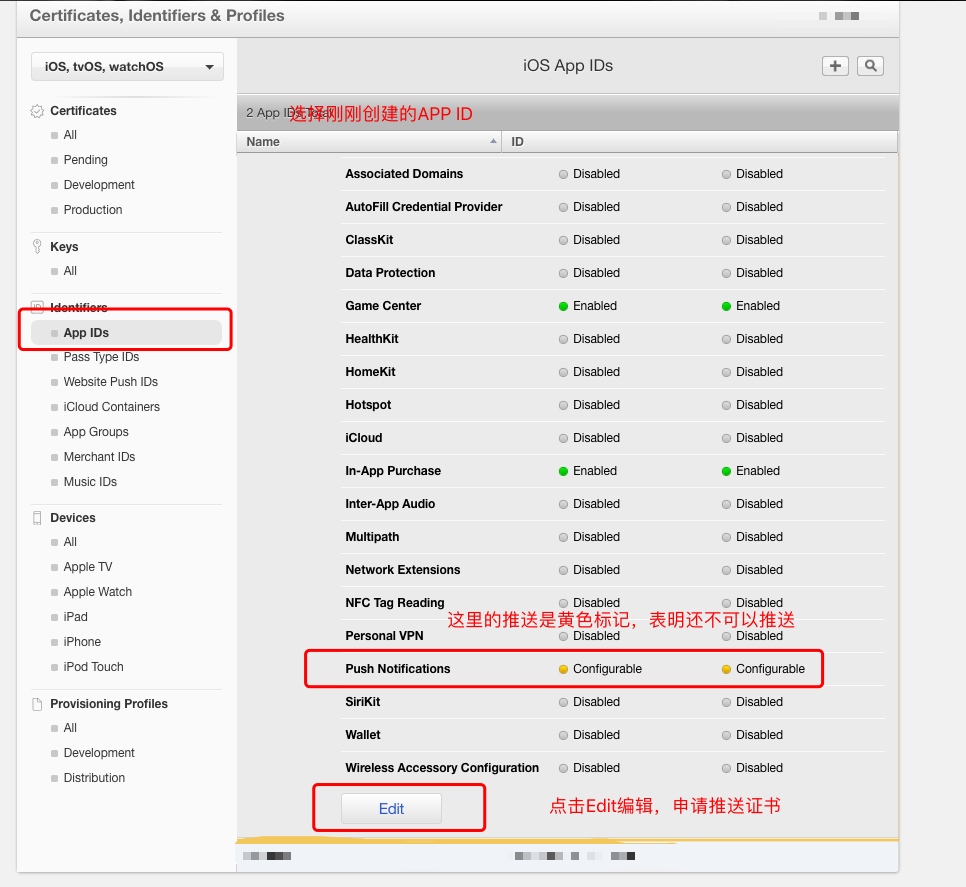 Certificates, Identifiers & Profiles
iOS, tvOS, watchOS
Certificates
All
Pending
Development
Production
Keys
All
Identifiers
App IDs
Pass Type IDs
Website Push IDs
iCloud Containers
App Groups
Merchant IDs
Music IDs
Devices
All
Apple TV
Apple Watch
iPad
iPhone
iPod Touch
Provisioning Profiles
All
Development
Distribution
iOS App IDs
2 App IDs Total
选择刚刚创建的APP ID
Name ID
Associated Domains Disabled Disabled
AutoFill Credential Provider Disabled Disabled
ClassKit Disabled Disabled
Data Protection Disabled Disabled
Game Center Enabled Enabled
HealthKit Disabled Disabled
HomeKit Disabled Disabled
Hotspot Disabled Disabled
iCloud Disabled Disabled
In-App Purchase Enabled Enabled
Inter-App Audio Disabled Disabled
Multipath Disabled Disabled
Network Extensions Disabled Disabled
NFC Tag Reading Disabled Disabled
这里的推送是黄色标记，表明还不可以推送
Personal VPN Disabled Disabled
Push Notifications Configurable Configurable
SiriKit Disabled Disabled
Wallet Disabled Disabled
Wireless Accessory Configuration Disabled Disabled
Edit 点击Edit编辑，申请推送证书